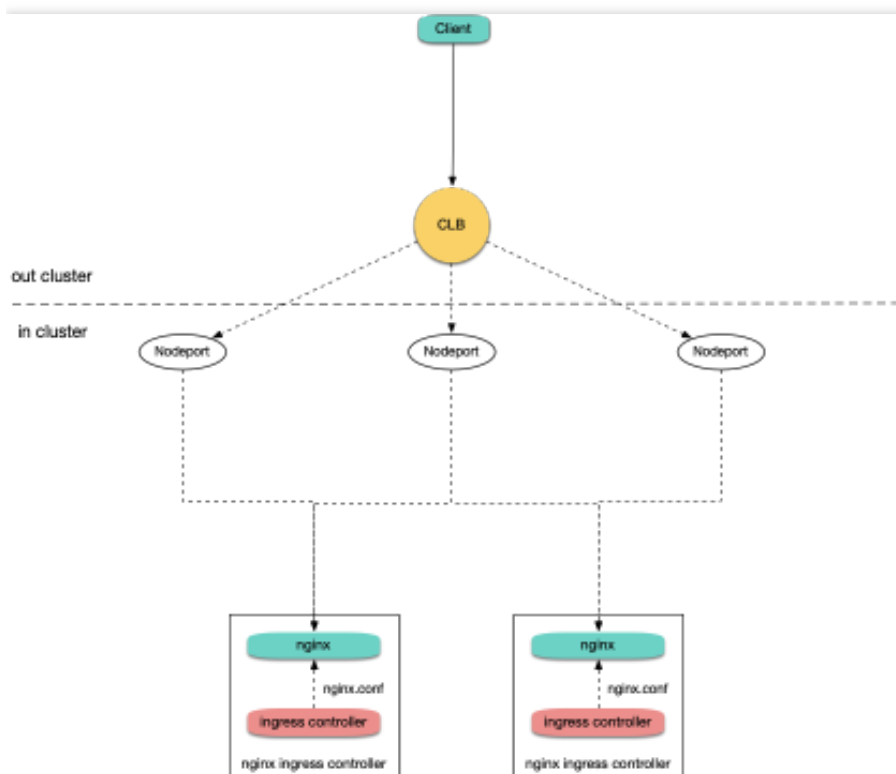 Client
CLB
out cluster
in cluster
Nodeport
Nodeport
Nodeport
nginx
nginx
nginx.conf
nginx.conf
ingress controller
ingress controller
nginx ingress controller
nginx ingress controller